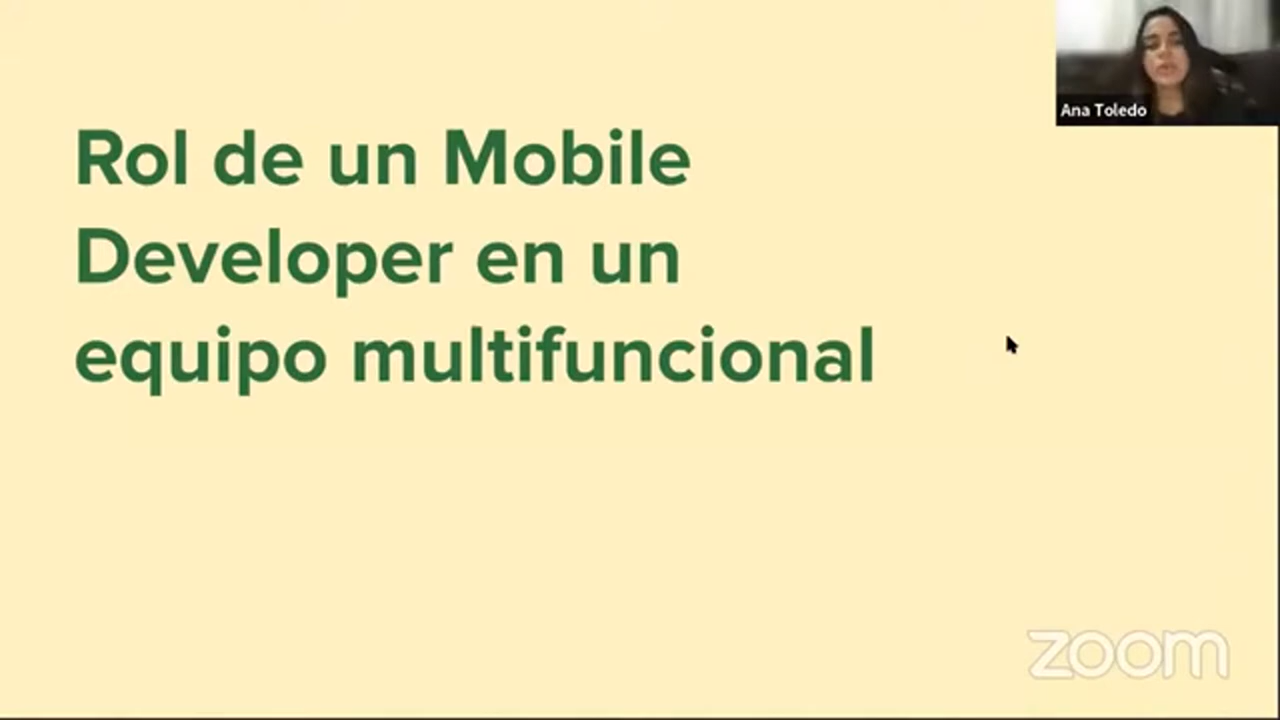 Ana Toledo
Rol de un Mobile
Developer en un
equipo multifuncional
zoom